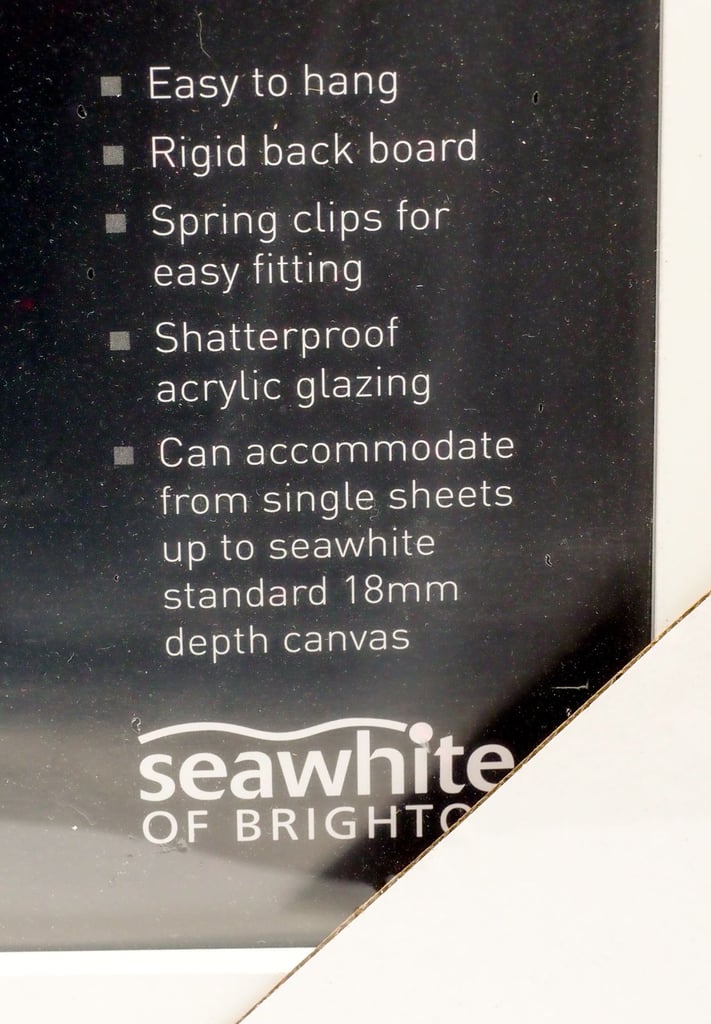 Easy to hang
Rigid back board
Spring clips for
easy fitting
Shatterproof
acrylic glazing
Can accommodate
from single sheets
up to seawhite
standard 18mm
depth canvas
seawhite
OF BRIGHTO